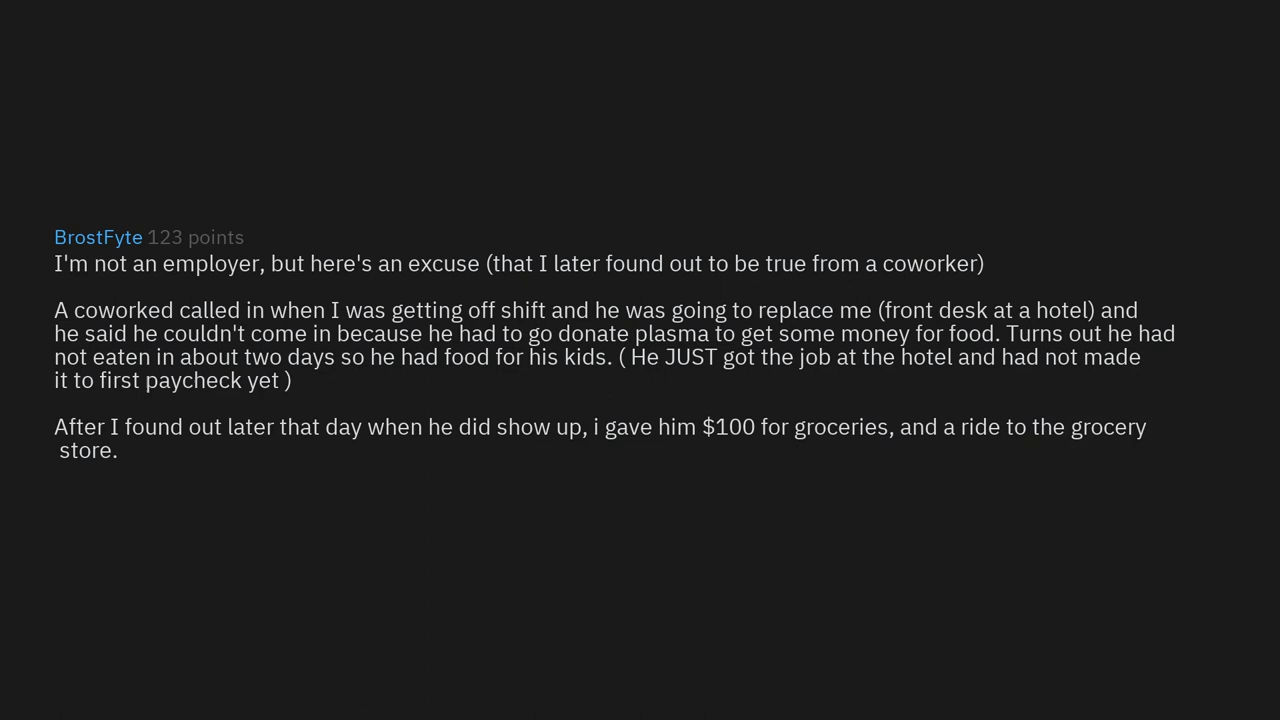 BrostFyte 123 points
I'm not an employer, but here's an excuse (that I later found out to be true from a coworker)
A coworked called in when I was getting off shift and he was going to replace me (front desk at a hotel) and
he said he couldn't come in because he had to go donate plasma to get some money for food. Turns out he had
not eaten in about two days so he had food for his kids. ( He JUST got the job at the hotel and had not made
it to first paycheck yet )
After I found out later that day when he did show up, i gave him $100 for groceries, and a ride to the grocery
store.